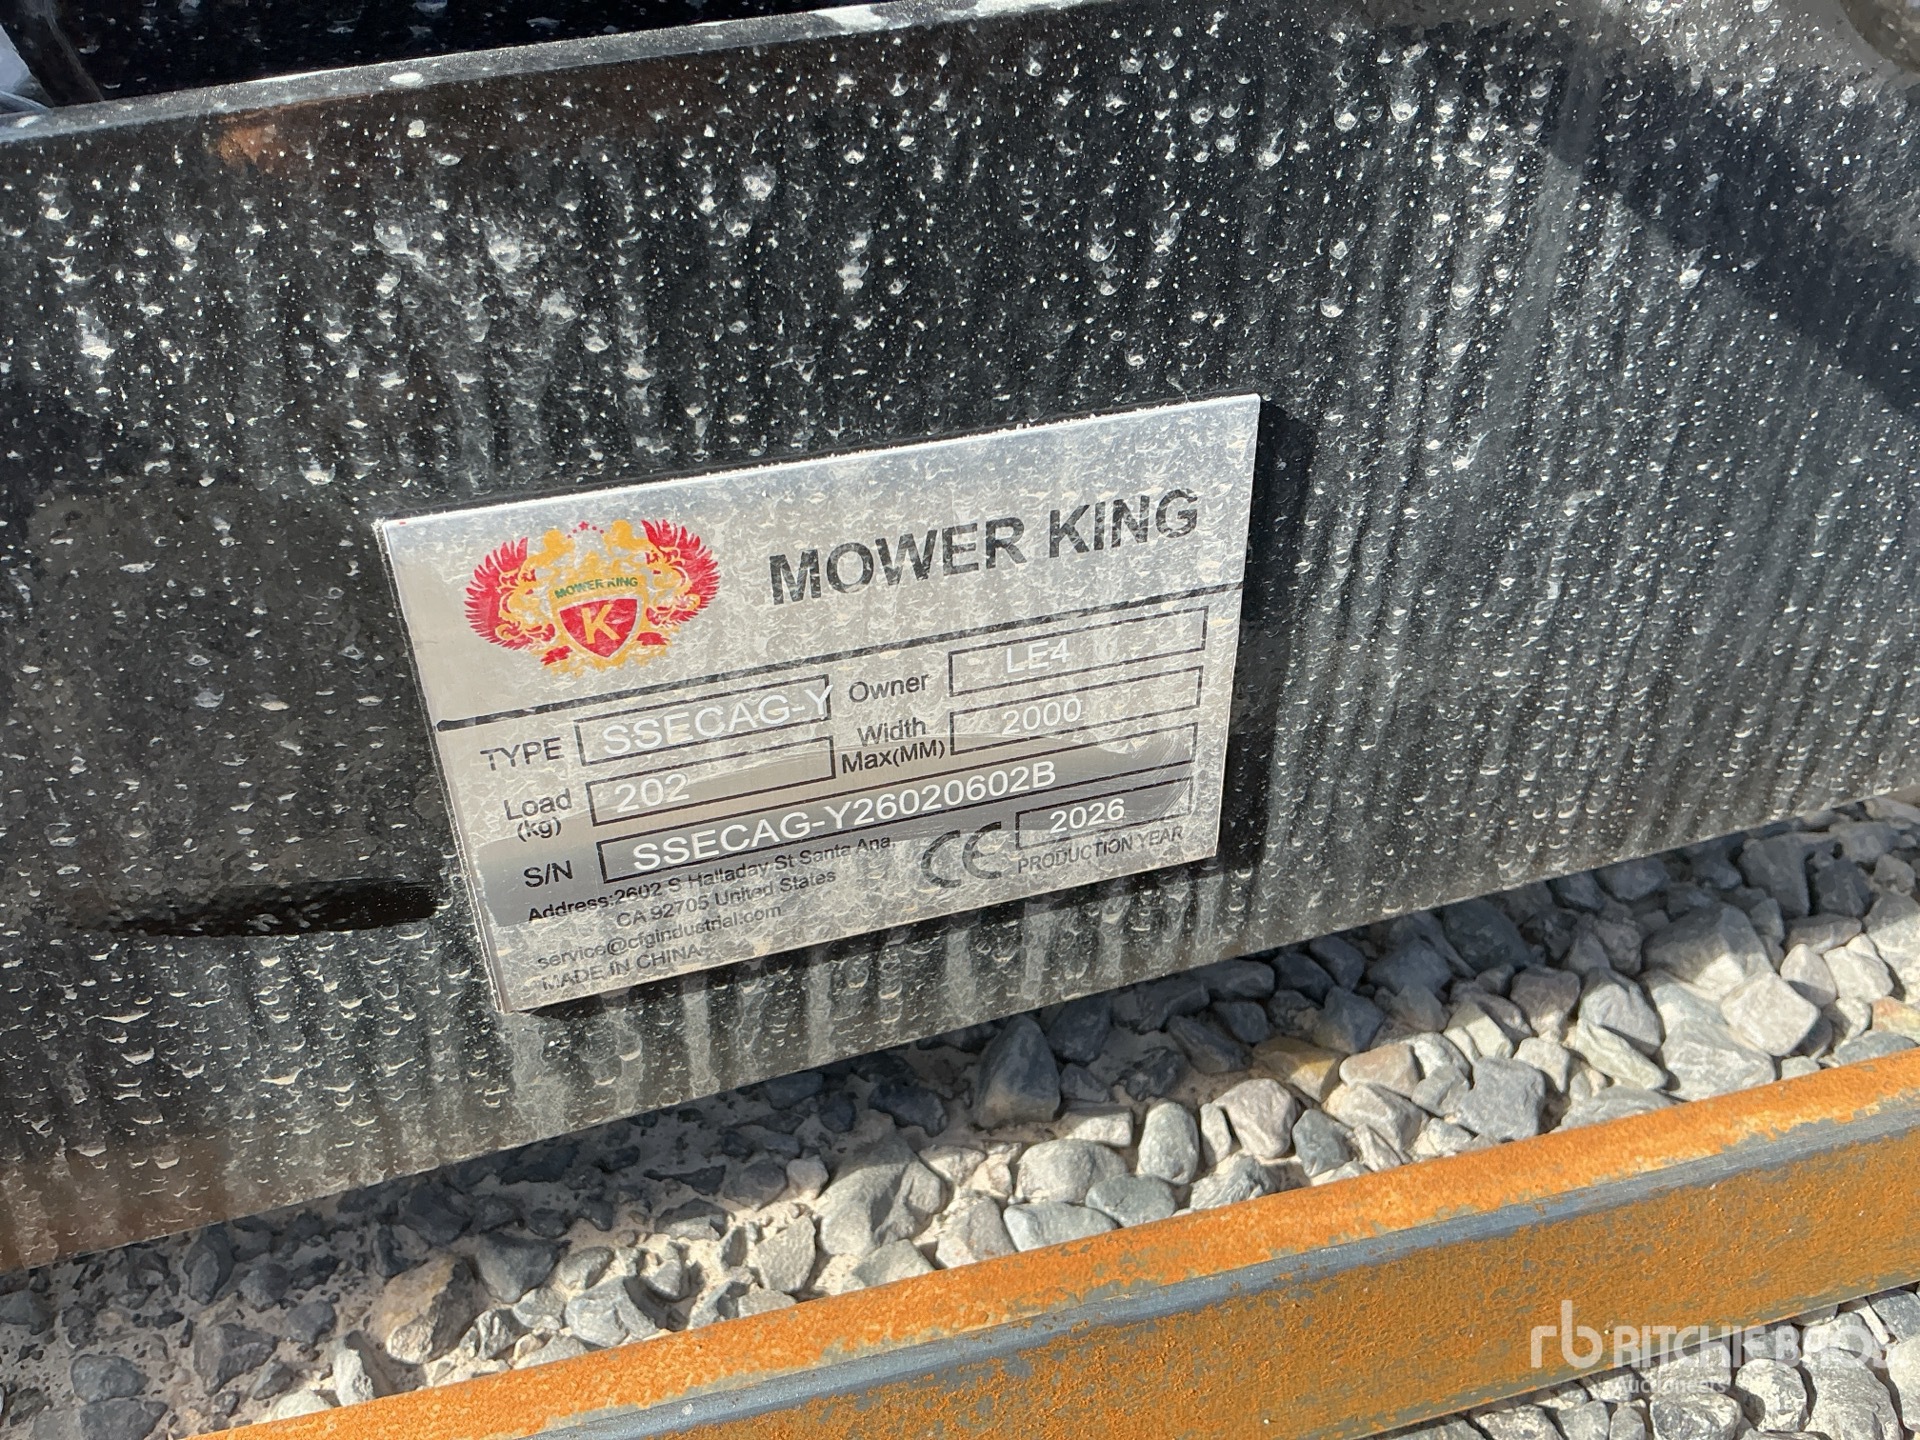 MOWER KING
MOWER KING
K
TYPE SSECAG-Y Owner LE4
Load (kg) 202 Width Max(MM) 2000
S/N SSECAG-Y26020602B
Address:2602 S Halladay St Santa Ana
CA 92705 United States
service@cfgindustrial.com
MADE IN CHINA
CE 2026
PRODUCTION YEAR
rb RITCHIE BROS
Auctioneers